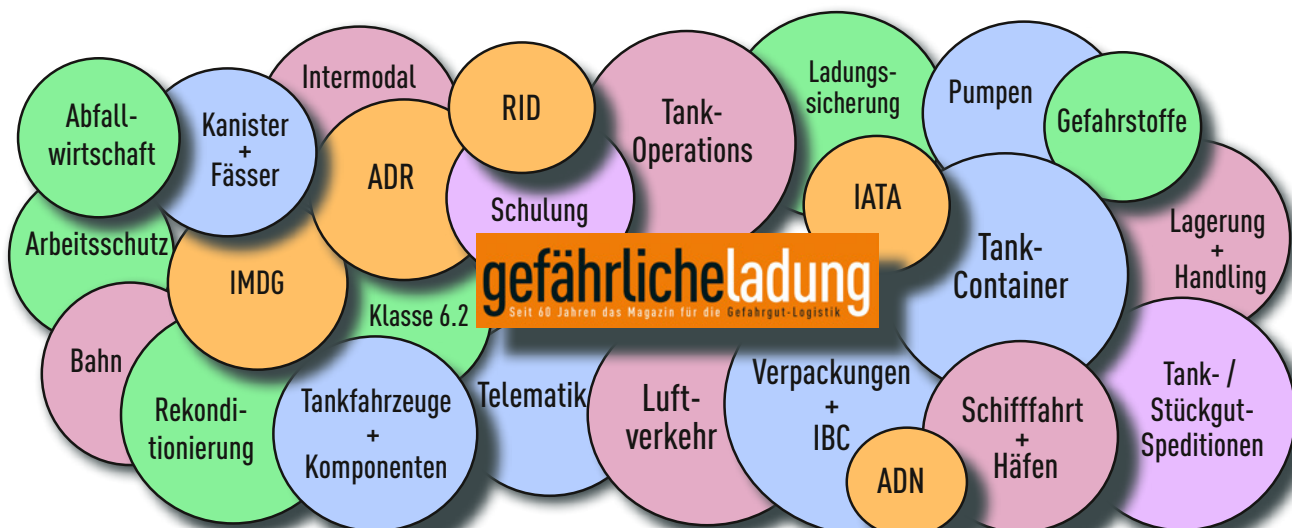 Abfall-
wirtschaft
Kanister
+
Fässer
Intermodal
ADR
RID
Schulung
Tank-
Operations
Ladungs-
sicherung
IATA
Pumpen
Gefahrstoffe
Lagerung
+
Handling
Tank-
Container
Arbeitsschutz
IMDG
Klasse 6.2
gefährlicheladung
Seit 60 Jahren das Magazin für die Gefahrgut-Logistik
Bahn
Rekondi-
tionierung
Tankfahrzeuge
+
Komponenten
Telematik
Luft-
verkehr
Verpackungen
+
IBC
ADN
Schifffahrt
+
Häfen
Tank- /
Stückgut-
Speditionen